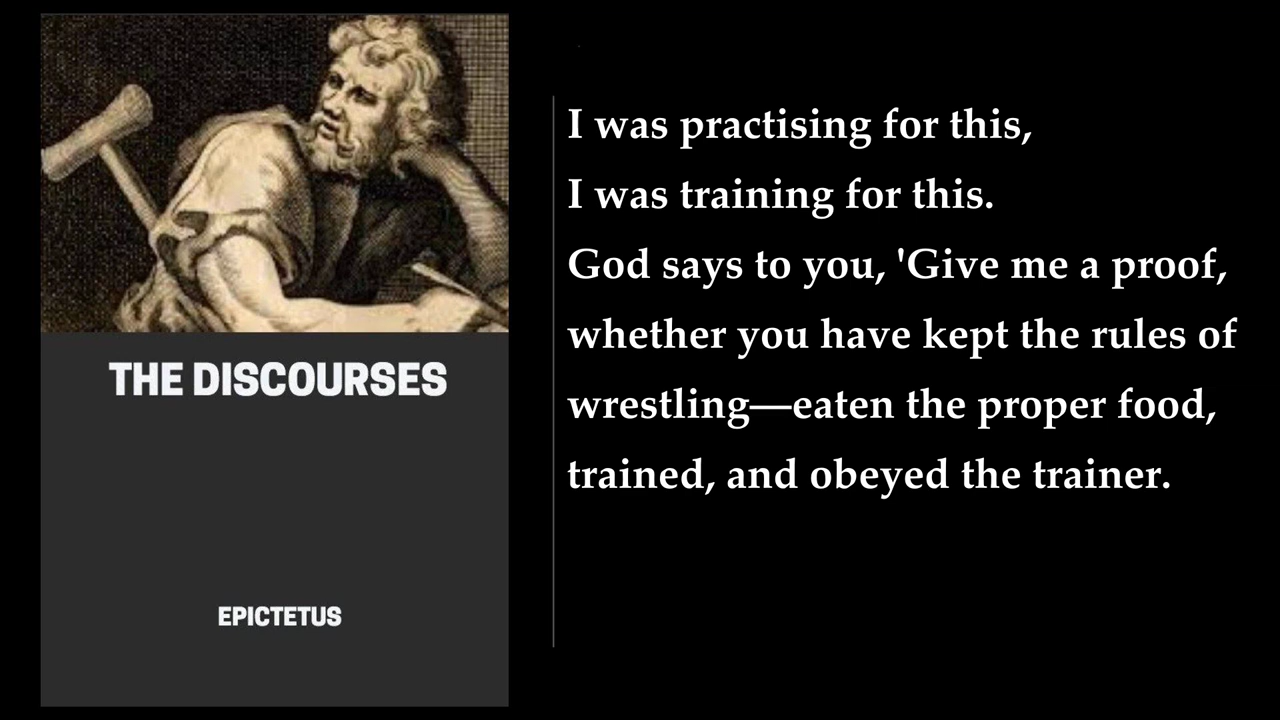 THE DISCOURSES
EPICTETUS
I was practising for this,
I was training for this.
God says to you, 'Give me a proof,
whether you have kept the rules of
wrestling—eaten the proper food,
trained, and obeyed the trainer.